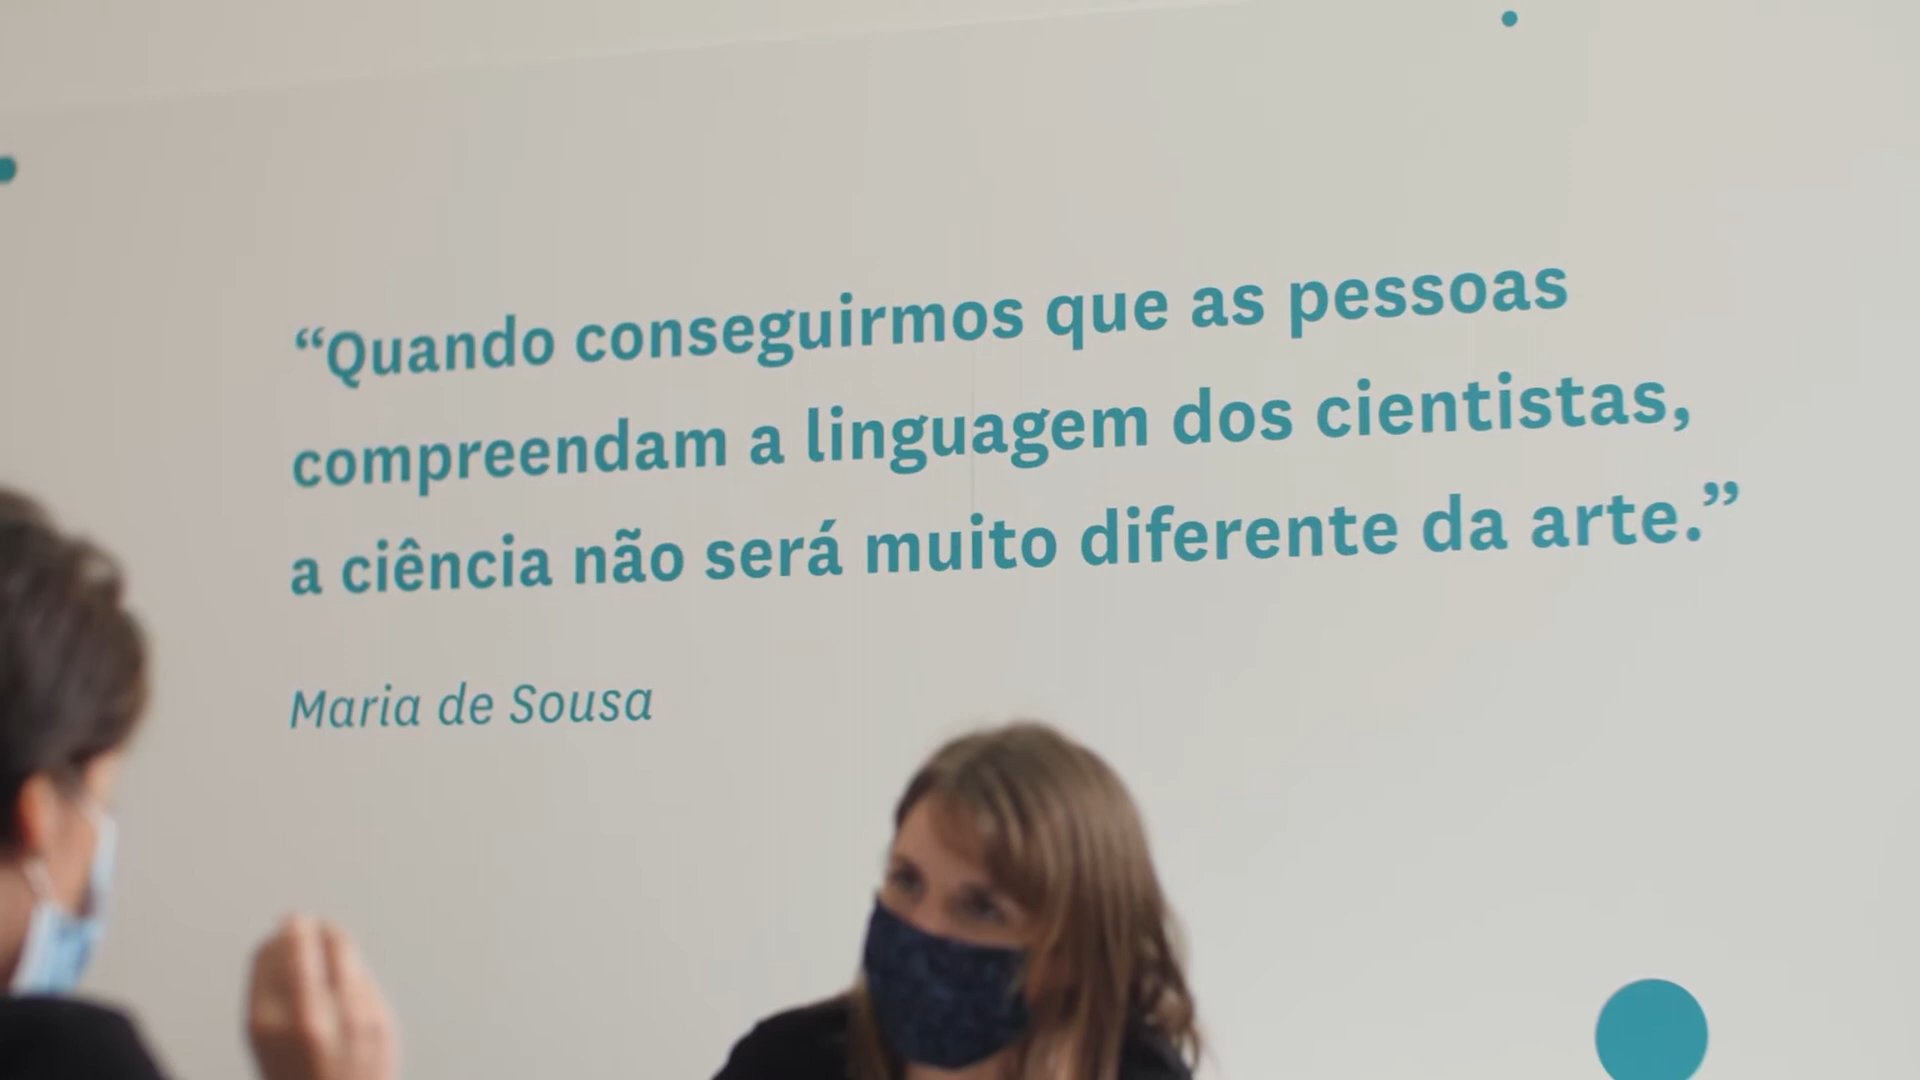 “Quando conseguirmos que as pessoas
compreendam a linguagem dos cientistas,
a ciência não será muito diferente da arte.”
Maria de Sousa